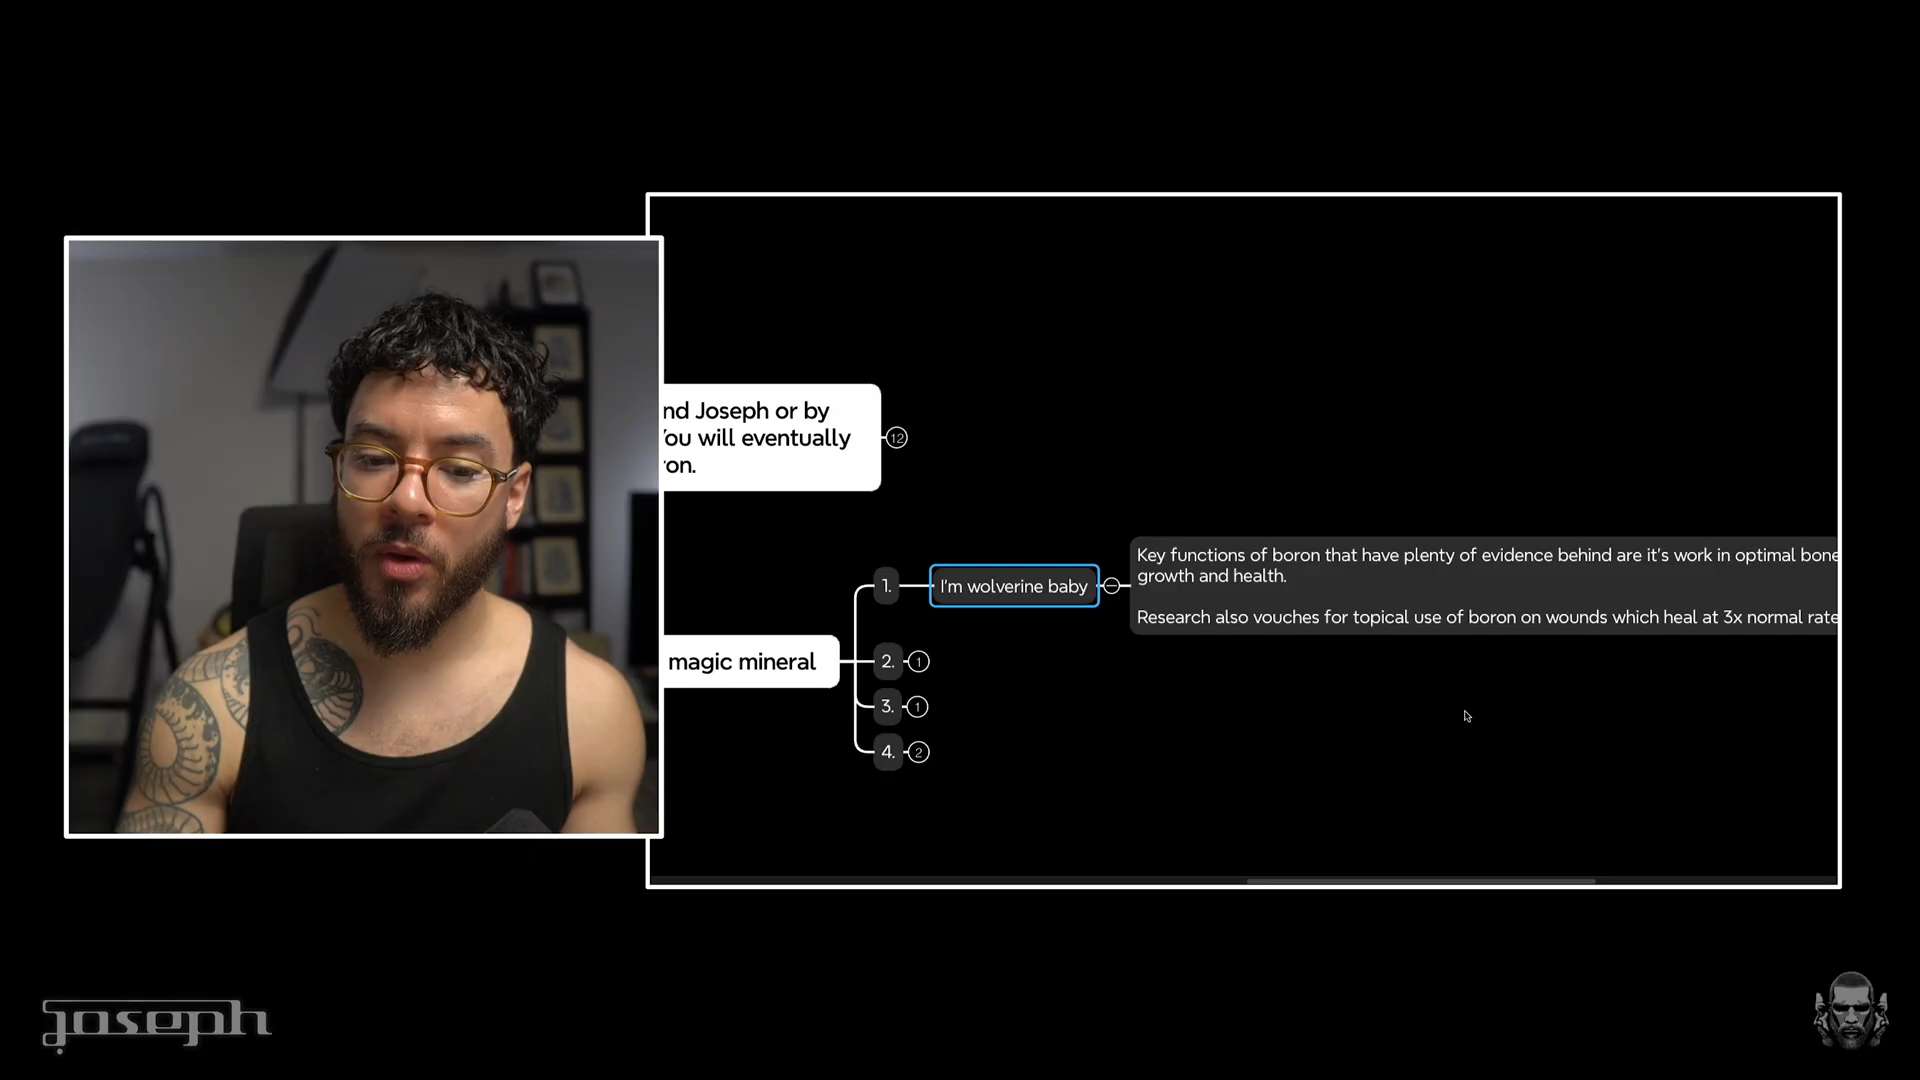 nd Joseph or by
You will eventually
ron.
12
Key functions of boron that have plenty of evidence behind are it's work in optimal bone
growth and health.
1.
I'm wolverine baby
Research also vouches for topical use of boron on wounds which heal at 3x normal rate
magic mineral
2.
1
3.
1
4.
2
joseph